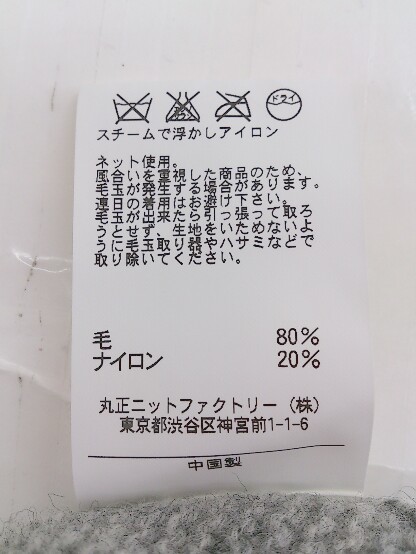 ドライ
スチームで浮かしアイロン
ネット使用。
風合いを重視した商品のため、
毛玉が発生する場合があります。
連日の着用はお避け下さい。
毛玉が出来たら引っ張って取ろ
うとせず、生地をいためないよ
うに毛玉取り器やハサミなどで
取り除いてください。
毛 80%
ナイロン 20%
丸正ニットファクトリー（株）
東京都渋谷区神宮前1-1-6
中国製